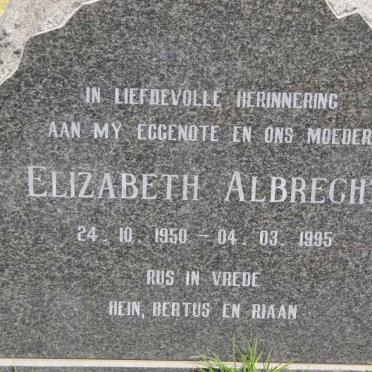 IN LIEFDEVOLLE HERINNERING
AAN MY EGGENOTE EN ONS MOEDER
ELIZABETH ALBRECH
24. 10. 1950 – 04. 03. 1995
RUS IN VREDE
HEIN, BERTUS EN RIAAN